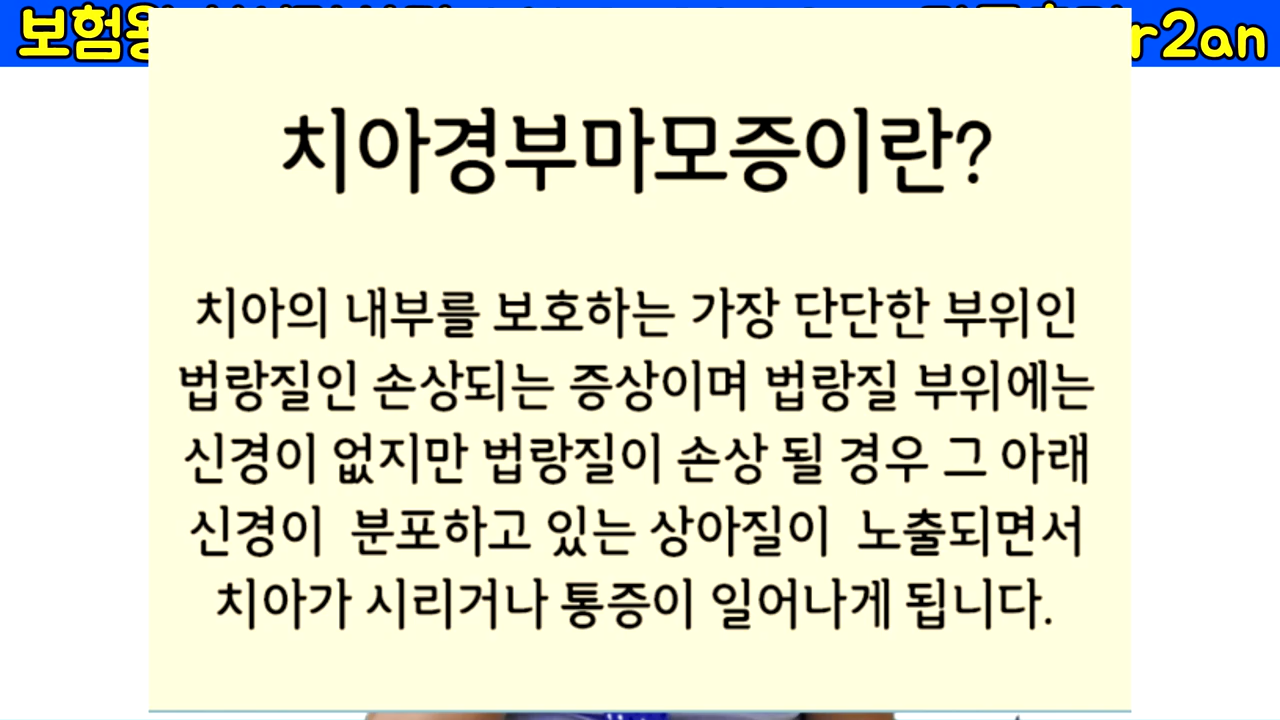 보험왕 r2an
치아경부마모증이란?
치아의 내부를 보호하는 가장 단단한 부위인
법랑질인 손상되는 증상이며 법랑질 부위에는
신경이 없지만 법랑질이 손상 될 경우 그 아래
신경이 분포하고 있는 상아질이 노출되면서
치아가 시리거나 통증이 일어나게 됩니다.